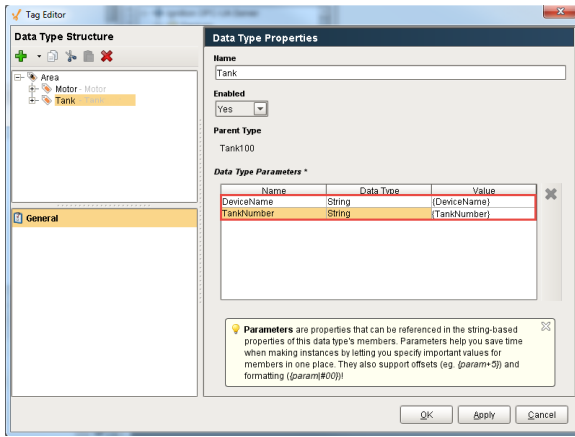 Tag Editor
Data Type Structure
Area
Motor - Motor
Tank - Tank
General
Data Type Properties
Name
Tank
Enabled
Yes
Parent Type
Tank100
Data Type Parameters *
Name Data Type Value
DeviceName String {DeviceName}
TankNumber String {TankNumber}
Parameters are properties that can be referenced in the string-based
properties of this data type's members. Parameters help you save time
when making instances by letting you specify important values for
members in one place. They also support offsets (eg. {param+5}) and
formatting ({param|#00})!
OK Apply Cancel